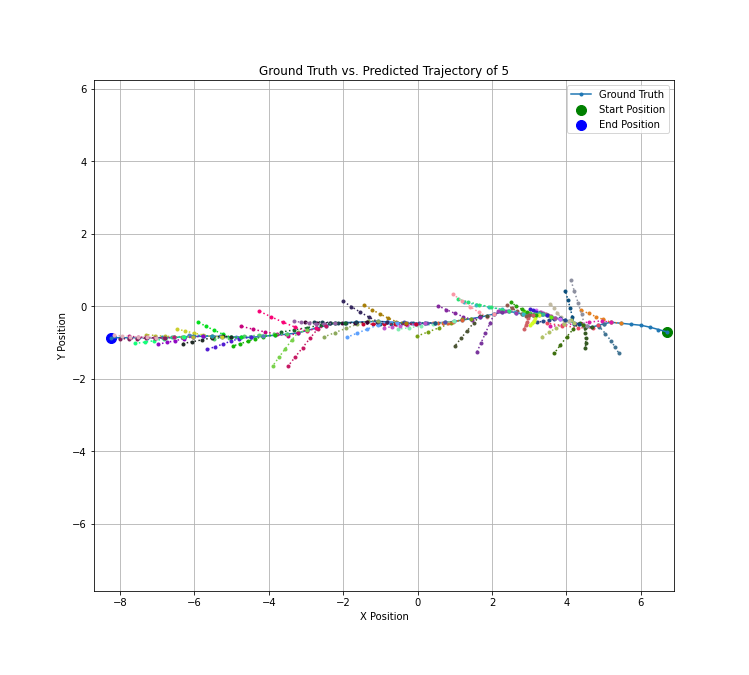 Ground Truth vs. Predicted Trajectory of 5
Ground Truth
Start Position
End Position
6
4
2
0
−2
−4
−6
Y Position
−8 −6 −4 −2 0 2 4 6
X Position